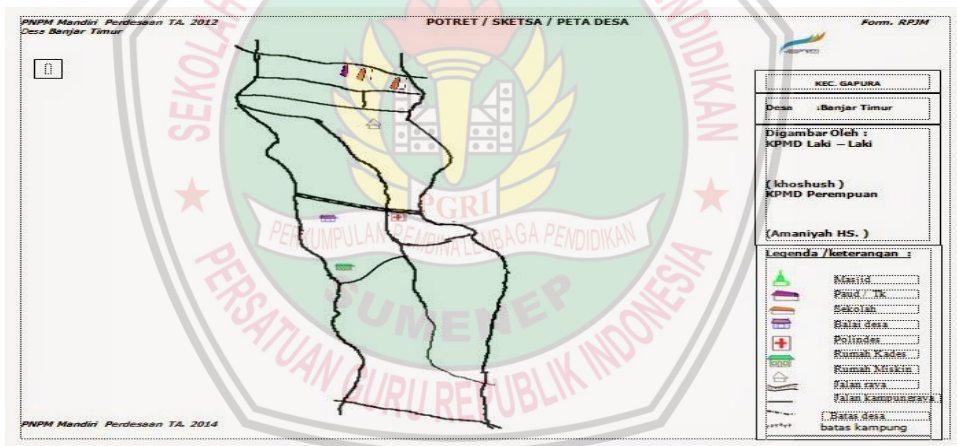 PNPM Mandiri Perdesaan TA. 2012
Desa Banjar Timur
POTRET / SKETSA / PETA DESA
Form. RPJM
KEC. GAPURA
Desa :Banjar Timur
Digambar Oleh :
KPMD Laki – Laki
( khoshush )
KPMD Perempuan
(Amaniyah HS. )
Legenda /keterangan :
Masjid
Paud / Tk
Sekolah
Balai desa
Polindes
Rumah Kades
Rumah Miskin
Jalan raya
Jalan kampungraya
Batas desa
batas kampung
PNPM Mandiri Perdesaan TA. 2014
SEKOLAH
PENDIDIKAN
PGRI
PERKUMPULAN PEMBINA LEMBAGA PENDIDIKAN
SUMENEP
PERSATUAN GURU REPUBLIK INDONESIA